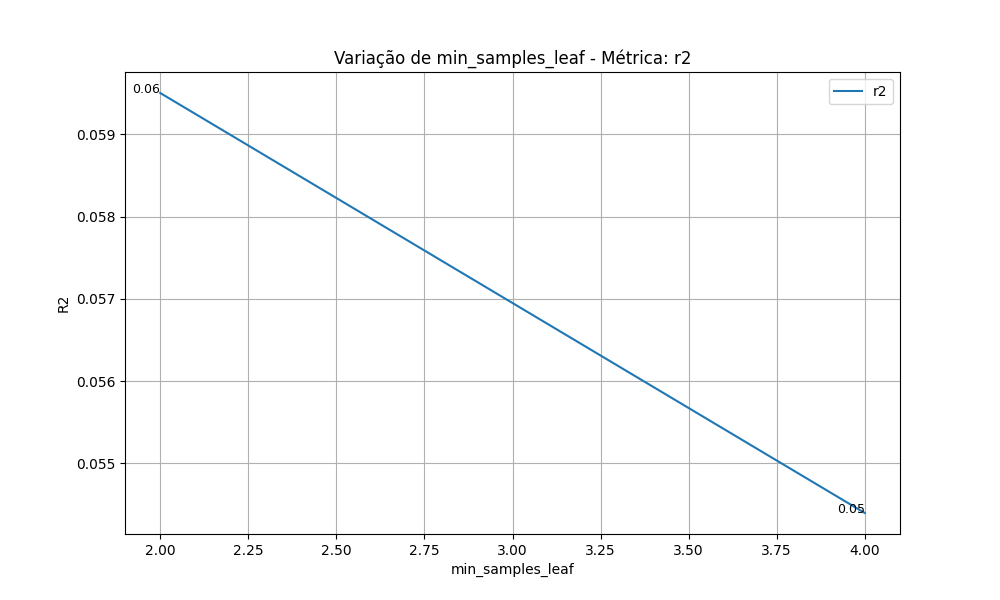 Variação de min_samples_leaf - Métrica: r2
r2
0.06
0.059
0.058
0.057
0.056
0.055
R2
0.05
2.00 2.25 2.50 2.75 3.00 3.25 3.50 3.75 4.00
min_samples_leaf